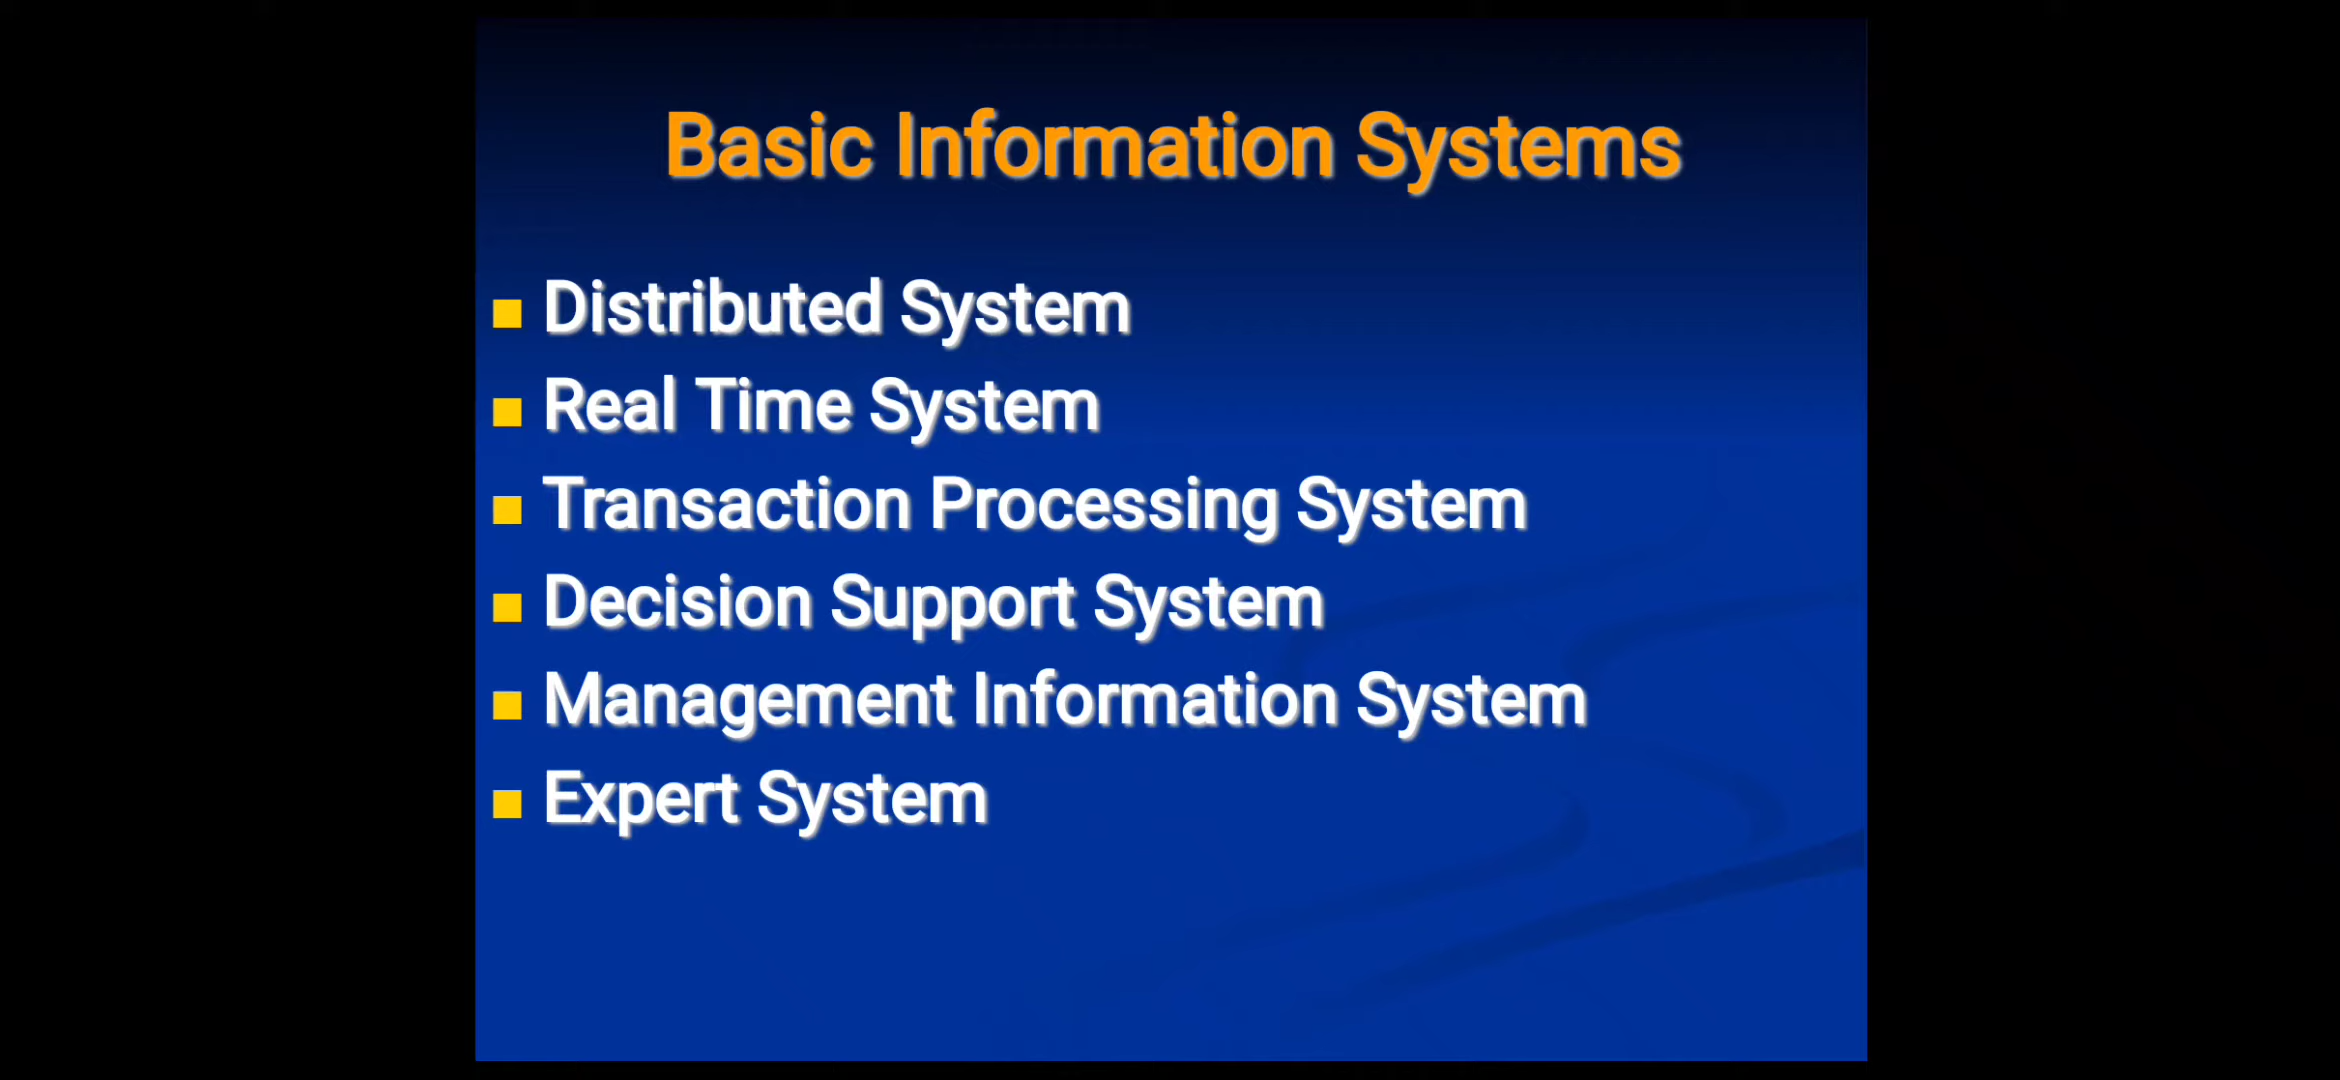 Basic Information Systems
Distributed System
Real Time System
Transaction Processing System
Decision Support System
Management Information System
Expert System